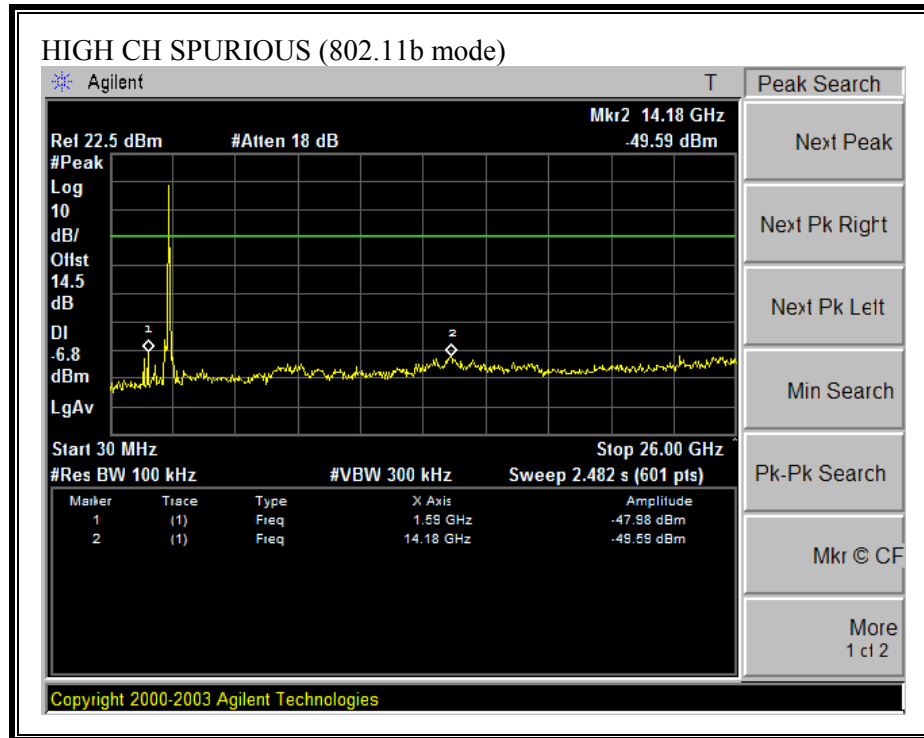 HIGH CH SPURIOUS (802.11b mode)
Agilent T
Peak Search
Mkr2 14.18 GHz
Ref 22.5 dBm #Atten 18 dB -49.59 dBm
#Peak
Log
10
dB/
Offst
14.5
dB
DI
-6.8
dBm
LgAv
1
2
Start 30 MHz Stop 26.00 GHz
#Res BW 100 kHz #VBW 300 kHz Sweep 2.482 s (601 pts)
Marker Trace Type X Axis Amplitude
1 (1) Freq 1.59 GHz -47.98 dBm
2 (1) Freq 14.18 GHz -49.59 dBm
Next Peak
Next Pk Right
Next Pk Left
Min Search
Pk-Pk Search
Mkr © CF
More
1 of 2
Copyright 2000-2003 Agilent Technologies